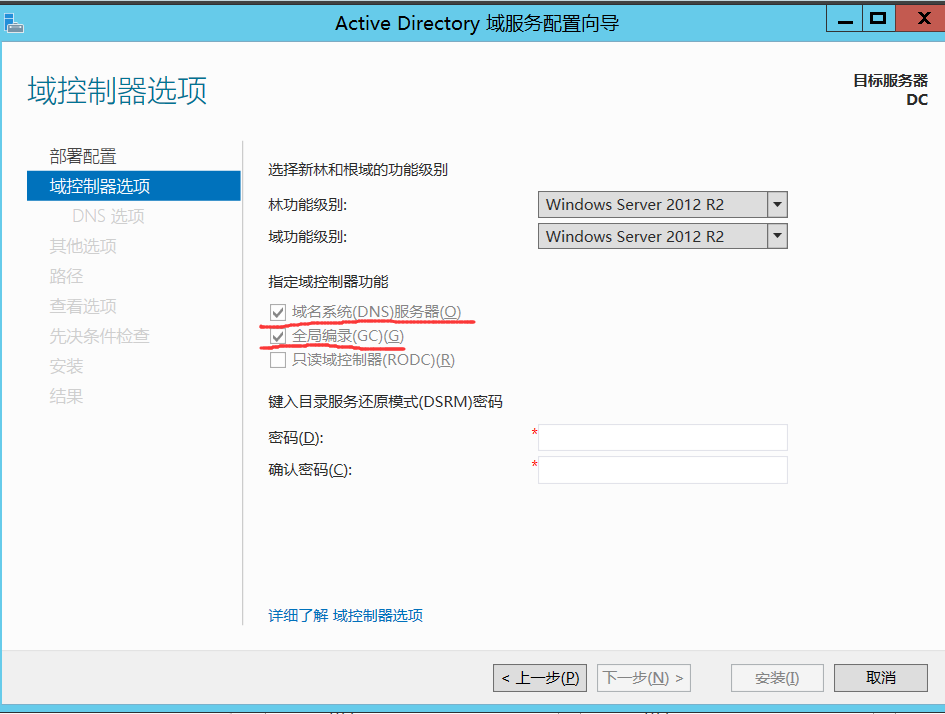 Active Directory 域服务配置向导
域控制器选项
目标服务器
DC
部署配置
域控制器选项
DNS 选项
其他选项
路径
查看选项
先决条件检查
安装
结果
选择新林和根域的功能级别
林功能级别: Windows Server 2012 R2
域功能级别: Windows Server 2012 R2
指定域控制器功能
域名系统(DNS)服务器(O)
全局编录(GC)(G)
只读域控制器(RODC)(R)
键入目录服务还原模式(DSRM)密码
密码(D): *
确认密码(C): *
详细了解 域控制器选项
< 上一步(P) 下一步(N) > 安装(I) 取消